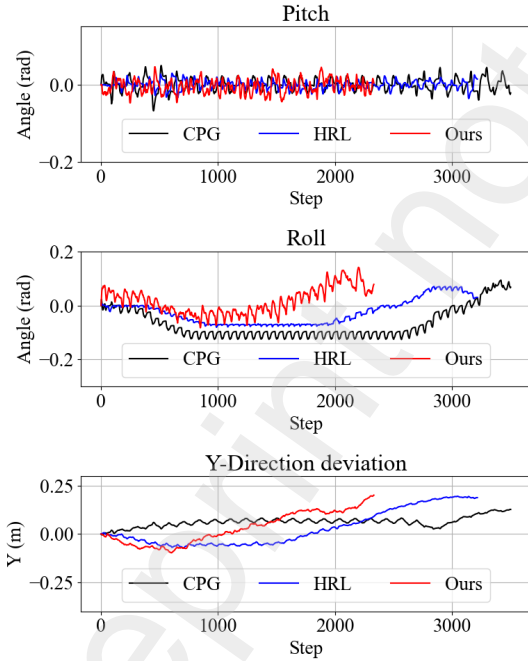 Pitch
Angle (rad)
0.0
−0.2
CPG HRL Ours
0 1000 2000 3000
Step
Roll
Angle (rad)
0.2
0.0
−0.2
CPG HRL Ours
0 1000 2000 3000
Step
Y-Direction deviation
Y (m)
0.25
0.00
−0.25
CPG HRL Ours
0 1000 2000 3000
Step
eprint not